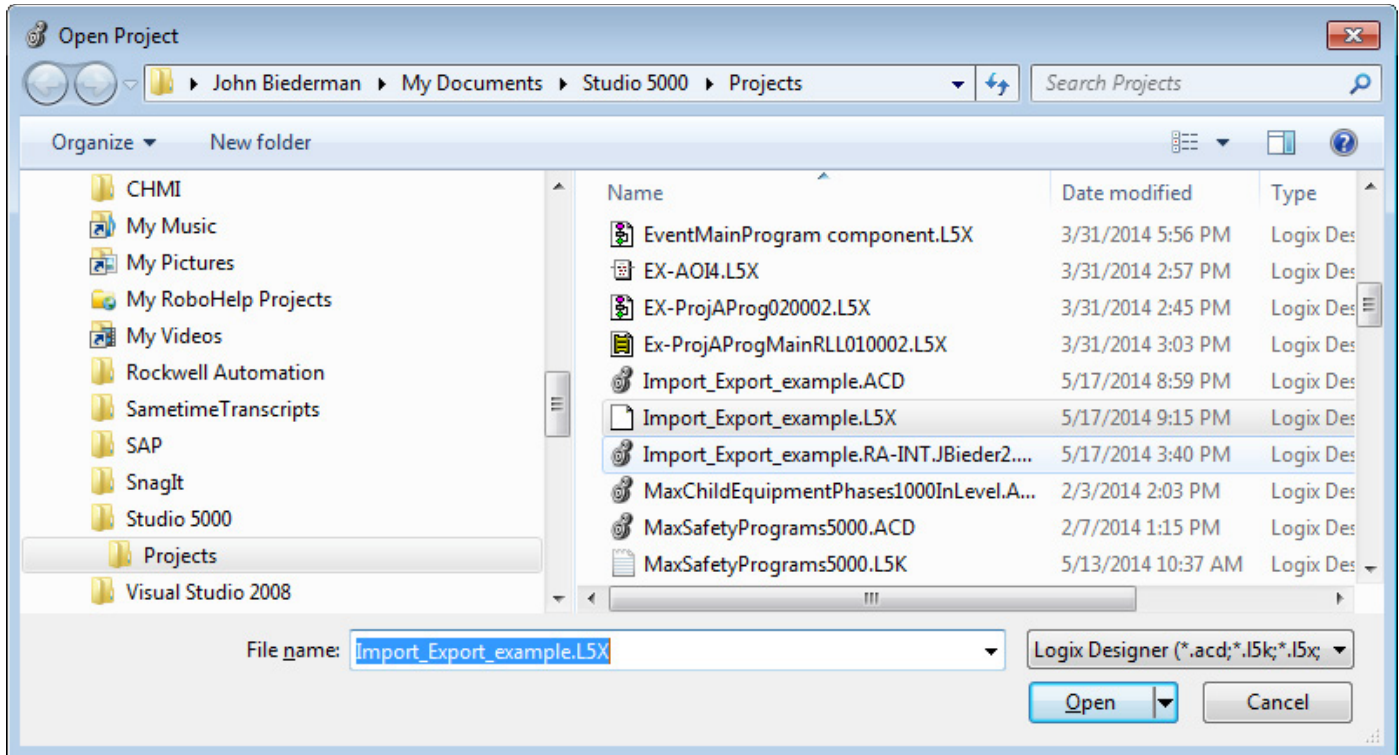 Open Project
John Biederman My Documents Studio 5000 Projects Search Projects
Organize New folder
CHMI
My Music
My Pictures
My RoboHelp Projects
My Videos
Rockwell Automation
SametimeTranscripts
SAP
SnagIt
Studio 5000
Projects
Visual Studio 2008
Name Date modified Type
EventMainProgram component.L5X 3/31/2014 5:56 PM Logix Des
EX-AOI4.L5X 3/31/2014 2:57 PM Logix Des
EX-ProjAProg020002.L5X 3/31/2014 2:45 PM Logix Des
Ex-ProjAProgMainRLL010002.L5X 3/31/2014 3:03 PM Logix Des
Import_Export_example.ACD 5/17/2014 8:59 PM Logix Des
Import_Export_example.L5X 5/17/2014 9:15 PM Logix Des
Import_Export_example.RA-INT.JBieder2.... 5/17/2014 3:40 PM Logix Des
MaxChildEquipmentPhases1000InLevel.A... 2/3/2014 2:03 PM Logix Des
MaxSafetyPrograms5000.ACD 2/7/2014 1:15 PM Logix Des
MaxSafetyPrograms5000.L5K 5/13/2014 10:37 AM Logix Des
File name: Import_Export_example.L5X Logix Designer (*.acd;*.l5k;*.l5x;
Open Cancel